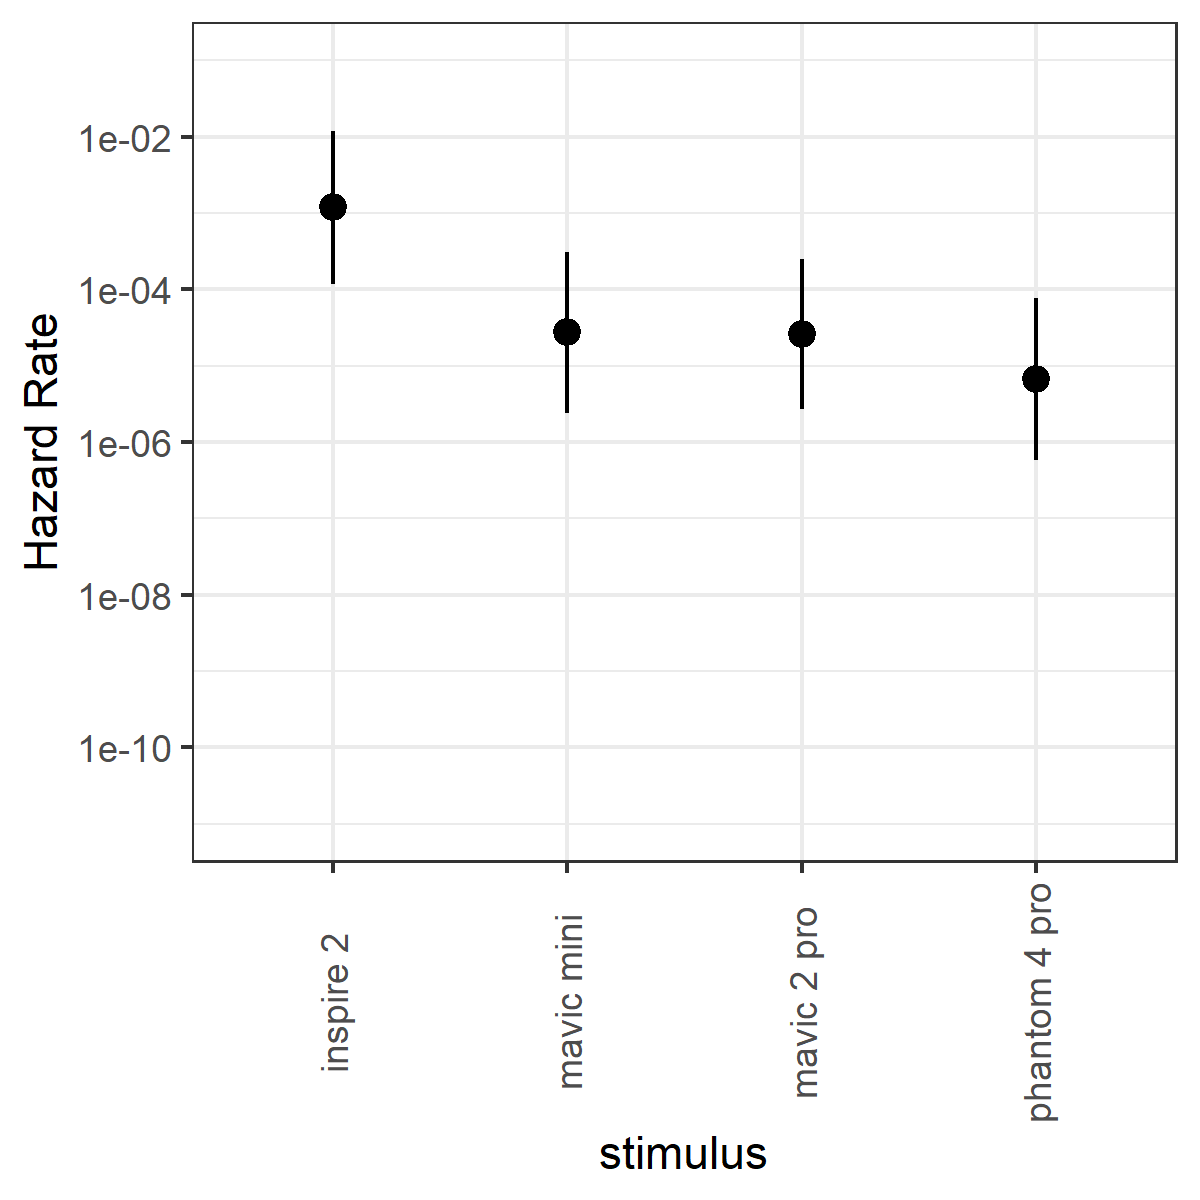 Hazard Rate
1e-02
1e-04
1e-06
1e-08
1e-10
inspire 2
mavic mini
mavic 2 pro
phantom 4 pro
stimulus